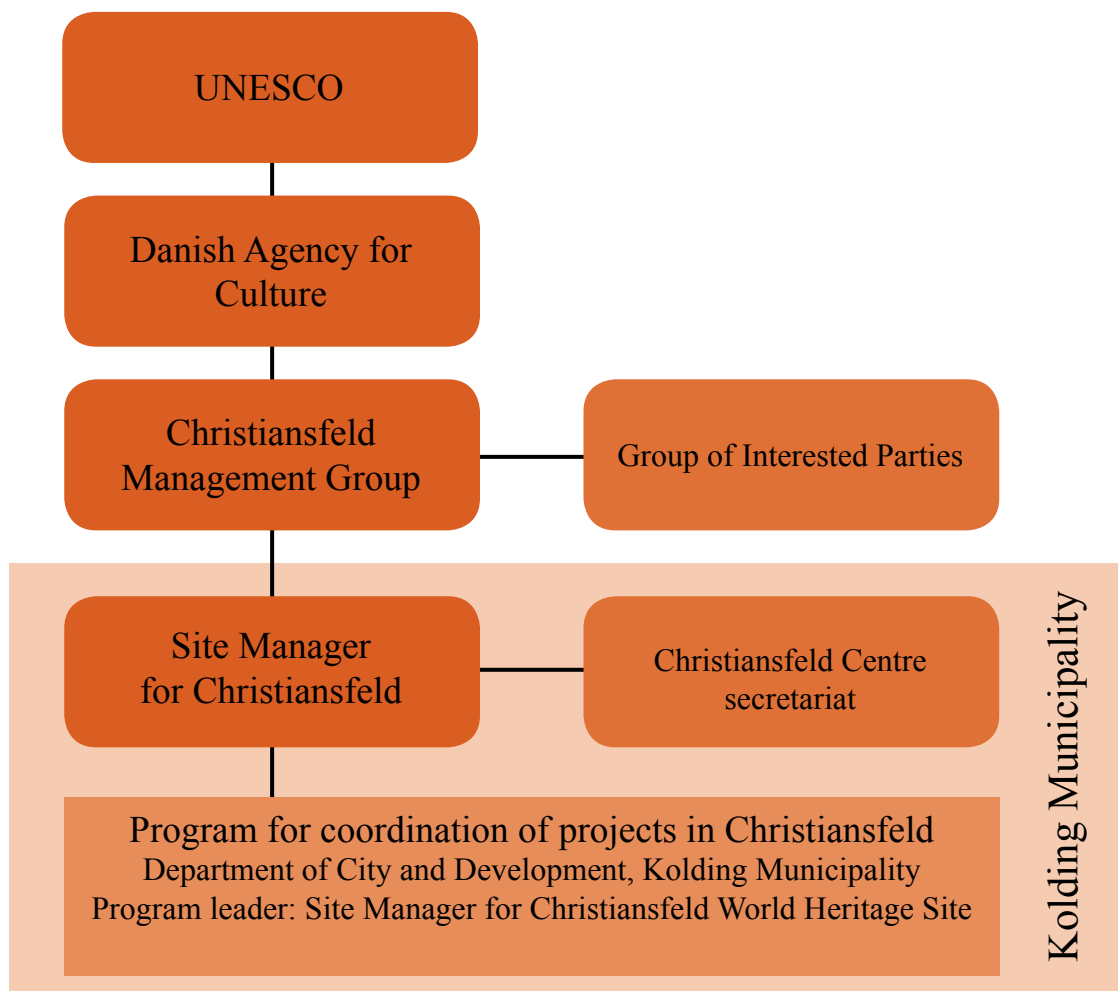 UNESCO
Danish Agency for
Culture
Christiansfeld
Management Group
Group of Interested Parties
Site Manager
for Christiansfeld
Christiansfeld Centre
secretariat
Program for coordination of projects in Christiansfeld
Department of City and Development, Kolding Municipality
Program leader: Site Manager for Christiansfeld World Heritage Site
Kolding Municipality